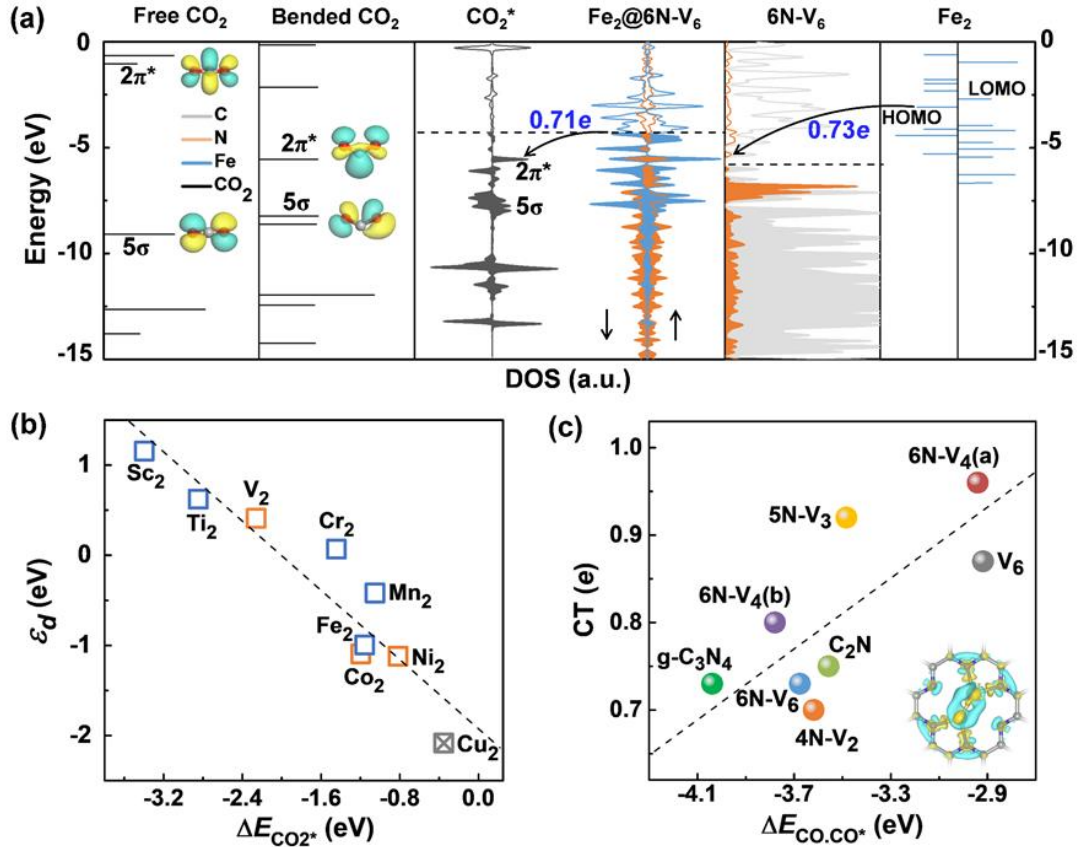 (a)
Free CO₂ Bended CO₂ CO₂* Fe₂@6N-V₆ 6N-V₆ Fe₂
Energy (eV)
0
-5
-10
-15
2π*
C
N
Fe
CO₂
5σ
2π*
5σ
2π*
5σ
0.71e
0.73e
HOMO
LOMO
0
-5
-10
-15
DOS (a.u.)
(b)
εd (eV)
1
0
-1
-2
Sc₂
Ti₂
V₂
Cr₂
Mn₂
Fe₂
Co₂
Ni₂
Cu₂
-3.2 -2.4 -1.6 -0.8 0.0
ΔE CO2* (eV)
(c)
CT (e)
1.0
0.9
0.8
0.7
6N-V₄(a)
5N-V₃
V₆
6N-V₄(b)
C₂N
g-C₃N₄
6N-V₆
4N-V₂
-4.1 -3.7 -3.3 -2.9
ΔE CO.CO* (eV)